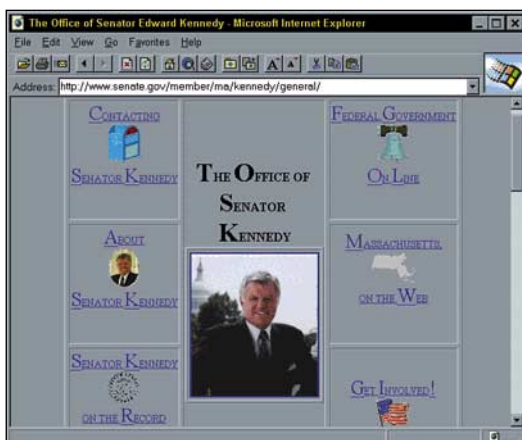 The Office of Senator Edward Kennedy - Microsoft Internet Explorer
File Edit View Go Favorites Help
Address: http://www.senate.gov/member/ma/kennedy/general/
CONTACTING
SENATOR KENNEDY
ABOUT
SENATOR KENNEDY
SENATOR KENNEDY
ON THE RECORD
THE OFFICE OF
SENATOR
KENNEDY
FEDERAL GOVERNMENT
ON LINE
MASSACHUSETTS
ON THE WEB
GET INVOLVED!